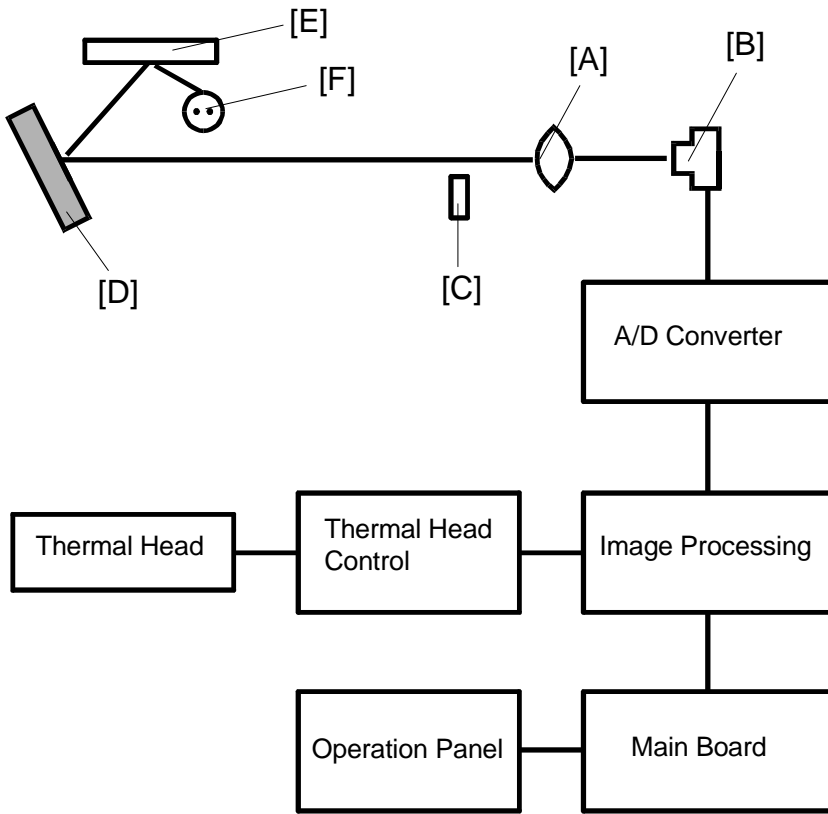 [E]
[F]
[A]
[B]
[D]
[C]
A/D Converter
Thermal Head
Thermal Head
Control
Image Processing
Operation Panel
Main Board